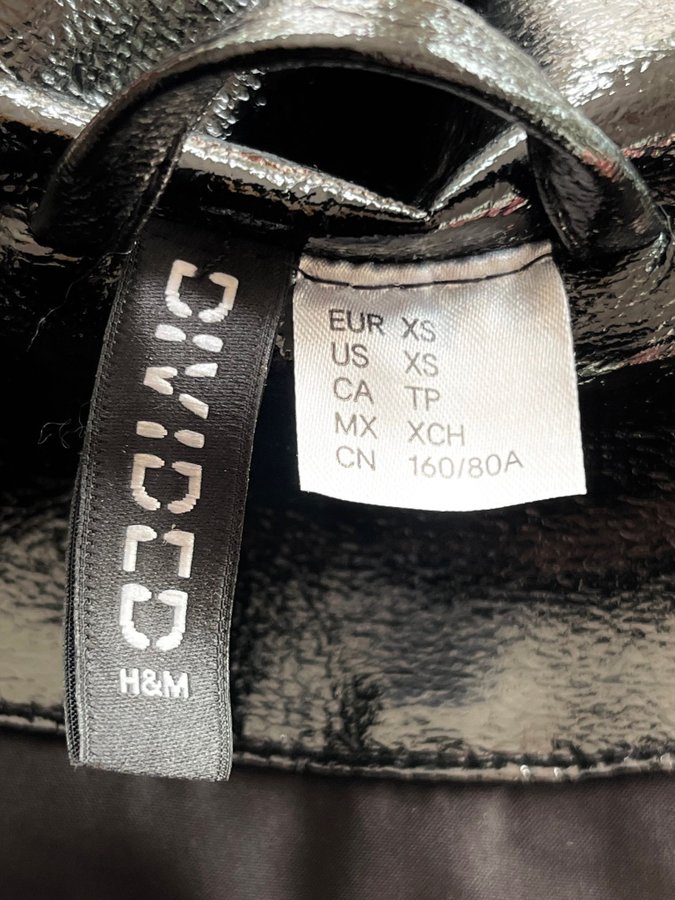 DIVIDED
H&M
EUR XS
US XS
CA TP
MX XCH
CN 160/80A